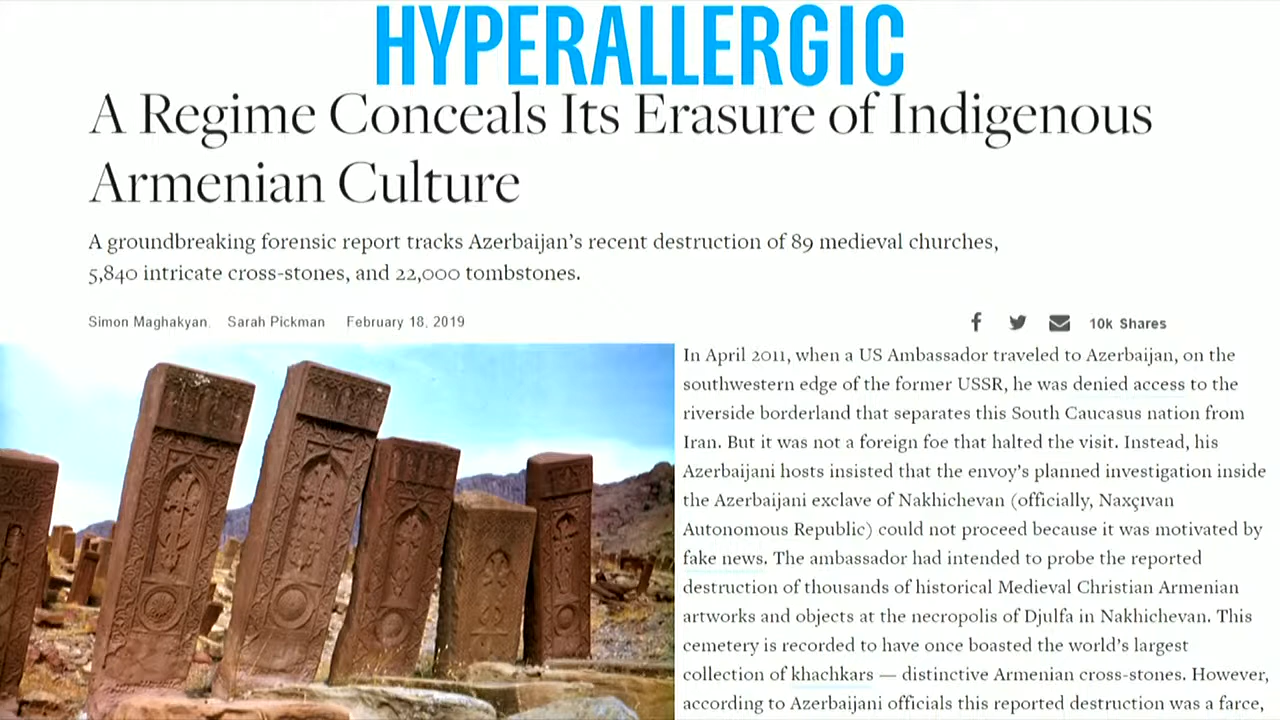 HYPERALLERGIC
A Regime Conceals Its Erasure of Indigenous
Armenian Culture
A groundbreaking forensic report tracks Azerbaijan's recent destruction of 89 medieval churches,
5,840 intricate cross-stones, and 22,000 tombstones.
Simon Maghakyan, Sarah Pickman February 18, 2019
10k Shares
In April 2011, when a US Ambassador traveled to Azerbaijan, on the
southwestern edge of the former USSR, he was denied access to the
riverside borderland that separates this South Caucasus nation from
Iran. But it was not a foreign foe that halted the visit. Instead, his
Azerbaijani hosts insisted that the envoy's planned investigation inside
the Azerbaijani exclave of Nakhichevan (officially, Naxçıvan
Autonomous Republic) could not proceed because it was motivated by
fake news. The ambassador had intended to probe the reported
destruction of thousands of historical Medieval Christian Armenian
artworks and objects at the necropolis of Djulfa in Nakhichevan. This
cemetery is recorded to have once boasted the world's largest
collection of khachkars — distinctive Armenian cross-stones. However,
according to Azerbaijani officials this reported destruction was a farce,